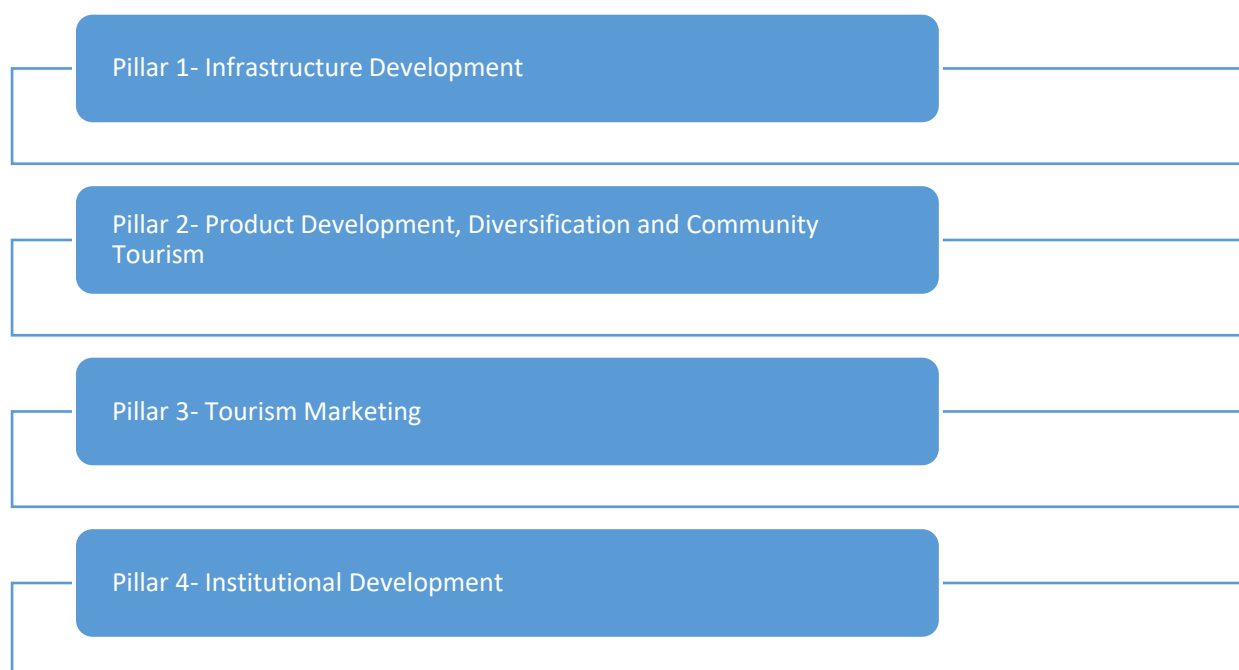 Pillar 1- Infrastructure Development
Pillar 2- Product Development, Diversification and Community
Tourism
Pillar 3- Tourism Marketing
Pillar 4- Institutional Development